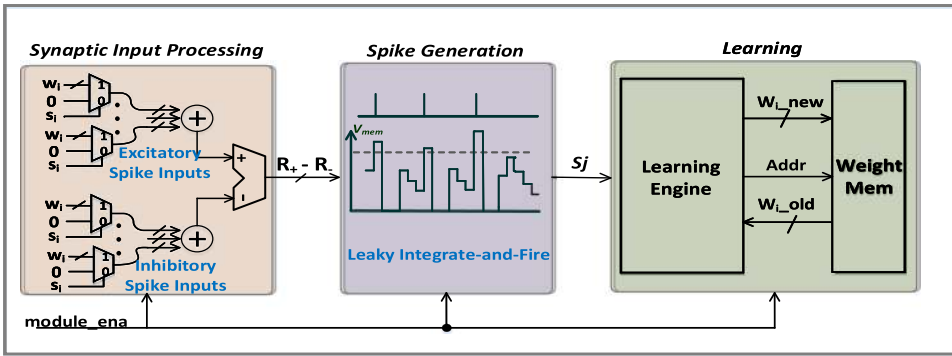 Synaptic Input Processing
Spike Generation
Learning
wᵢ
0
sᵢ
1
0
wᵢ
0
sᵢ
1
0
+
Excitatory
Spike Inputs
wᵢ
0
sᵢ
1
0
wᵢ
0
sᵢ
1
0
+
Inhibitory
Spike Inputs
+
-
R₊ - R₋
Vmem
Leaky Integrate-and-Fire
Sj
Learning
Engine
Wᵢ_new
Addr
Wᵢ_old
Weight
Mem
module_ena